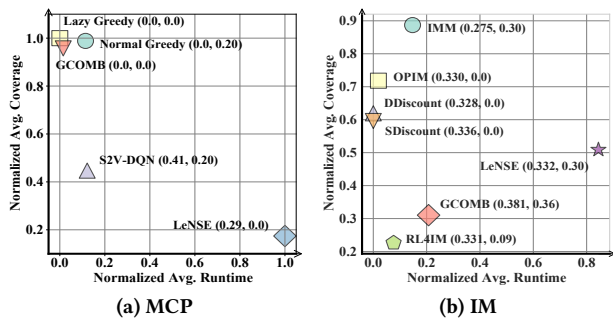 Lazy Greedy (0.0, 0.0)
Normal Greedy (0.0, 0.20)
GCOMB (0.0, 0.0)
S2V-DQN (0.41, 0.20)
LeNSE (0.29, 0.0)
Normalized Avg. Coverage
1.0
0.8
0.6
0.4
0.2
0.0 0.2 0.4 0.6 0.8 1.0
Normalized Avg. Runtime
(a) MCP
IMM (0.275, 0.30)
OPIM (0.330, 0.0)
DDiscount (0.328, 0.0)
SDiscount (0.336, 0.0)
LeNSE (0.332, 0.30)
GCOMB (0.381, 0.36)
RL4IM (0.331, 0.09)
Normalized Avg. Coverage
0.9
0.8
0.7
0.6
0.5
0.4
0.3
0.2
0.0 0.2 0.4 0.6 0.8
Normalized Avg. Runtime
(b) IM